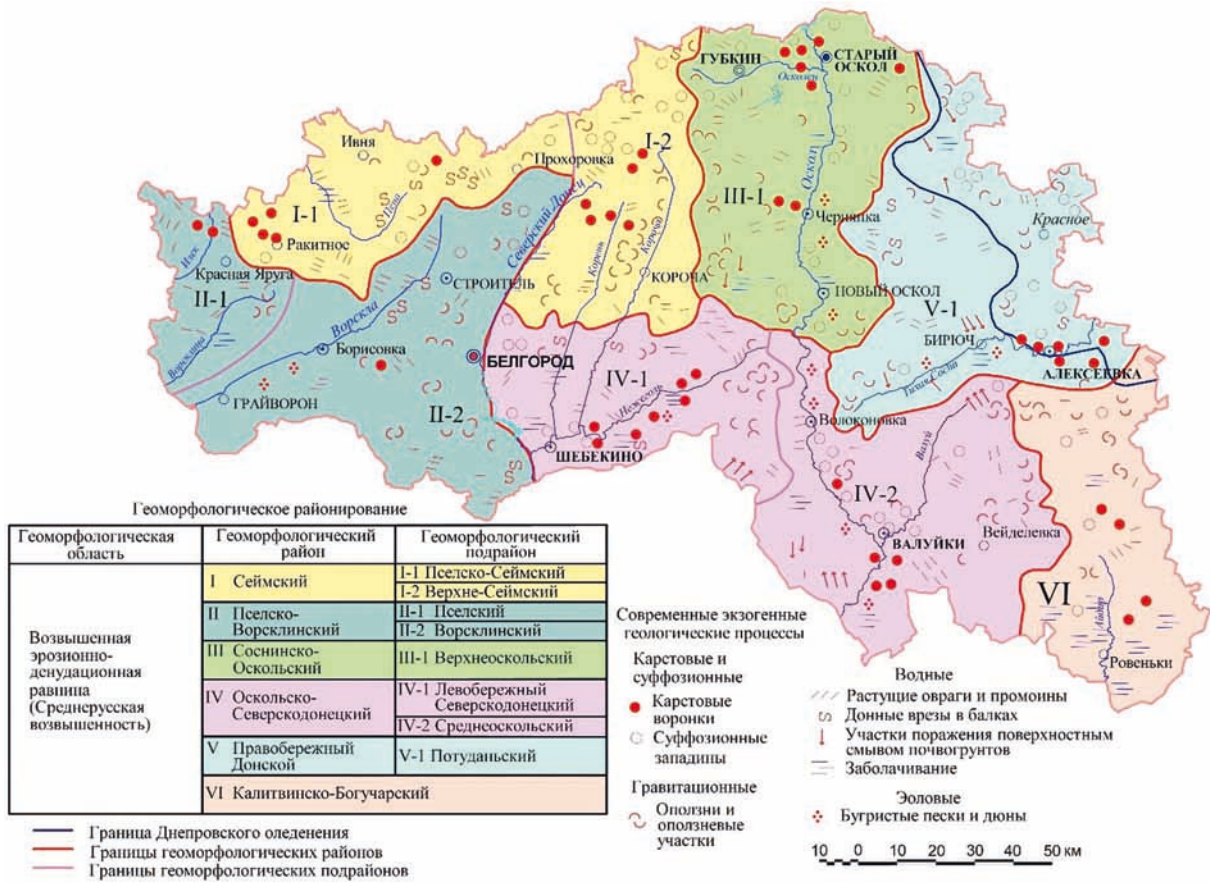 ГУБКИН
СТАРЫЙ
ОСКОЛ
Осколец
Ивня
I-2
Прохоровка
Оскол
Псёл
I-1
III-1
Чернянка
Красное
Северский Донец
Корень
Короча
Ракитное
Илек
Красная Яруга
КОРОЧА
СТРОИТЕЛЬ
II-1
НОВЫЙ ОСКОЛ
V-1
Ворскла
Борисовка
БИРЮЧ
БЕЛГОРОД
АЛЕКСЕЕВКА
Ворсклица
Тихая Сосна
IV-1
Нежеголь
ГРАЙВОРОН
II-2
Волоконовка
Валуй
ШЕБЕКИНО
IV-2
ВАЛУЙКИ
Вейделевка
VI
Айдар
Ровеньки
Геоморфологическое районирование
Геоморфологическая
область
Геоморфологический
район
Геоморфологический
подрайон
Возвышенная
эрозионно-
денудационная
равнина
(Среднерусская
возвышенность)
I Сеймский
I-1 Пселско-Сеймский
I-2 Верхне-Сеймский
II Пселско-
Ворсклинский
II-1 Пселский
II-2 Ворсклинский
III Соснинско-
Оскольский
III-1 Верхнеоскольский
IV Оскольско-
Северскодонецкий
IV-1 Левобережный
Северскодонецкий
IV-2 Среднеоскольский
V Правобережный
Донской
V-1 Потуданьский
VI Калитвинско-Богучарский
Граница Днепровского оледенения
Границы геоморфологических районов
Границы геоморфологических подрайонов
Современные экзогенные
геологические процессы
Карстовые и
суффозионные
Карстовые
воронки
Суффозионные
западины
Гравитационные
Оползни и
оползневые
участки
Водные
Растущие овраги и промоины
Донные врезы в балках
Участки поражения поверхностным
смывом почвогрунтов
Заболачивание
Эоловые
Бугристые пески и дюны
10 0 10 20 30 40 50 км